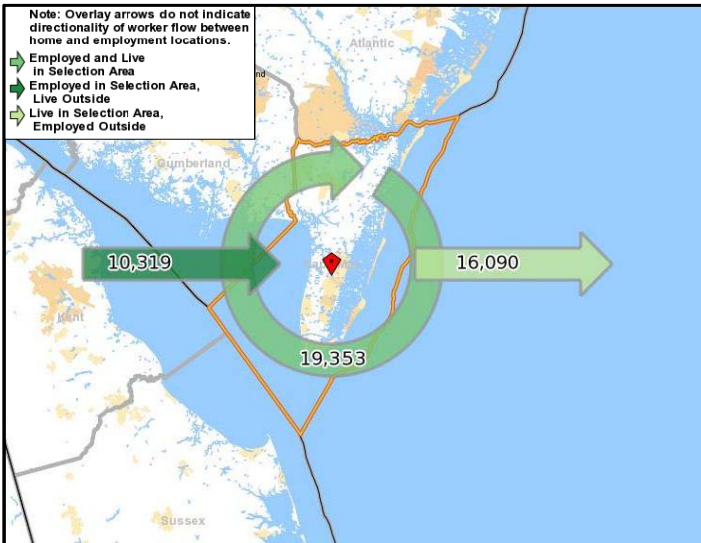 Note: Overlay arrows do not indicate
directionality of worker flow between
home and employment locations.
Employed and Live
in Selection Area
Employed in Selection Area,
Live Outside
Live in Selection Area,
Employed Outside
Atlantic
Cumberland
10,319
16,090
Kent
19,353
Sussex